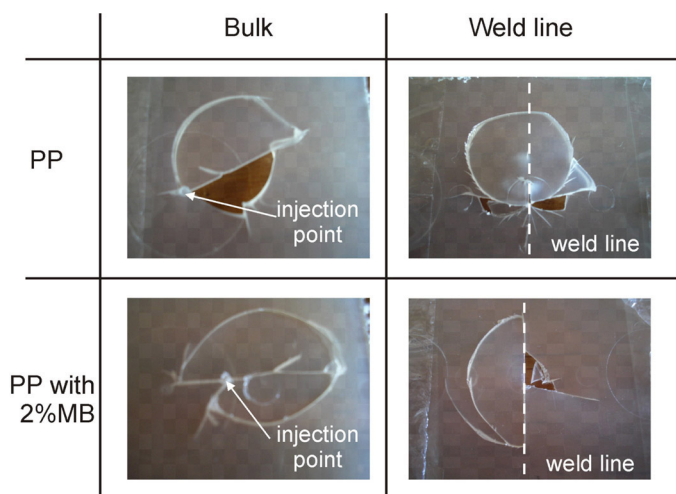 Bulk
Weld line
PP
injection
point
weld line
PP with
2%MB
injection
point
weld line